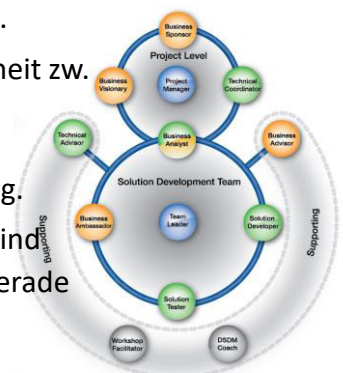 .
heit zw.
g.
ind
erade
Business
Sponsor
Project Level
Business
Visionary
Project
Manager
Technical
Coordinator
Technical
Advisor
Business
Analyst
Business
Advisor
Solution Development Team
Supporting
Business
Ambassador
Team
Leader
Solution
Developer
Supporting
Solution
Tester
Workshop
Facilitator
DSDM
Coach